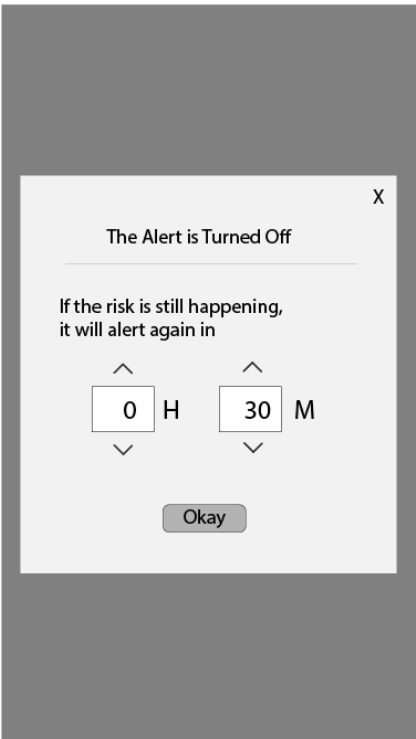 X
The Alert is Turned Off
If the risk is still happening,
it will alert again in
0 H 30 M
Okay